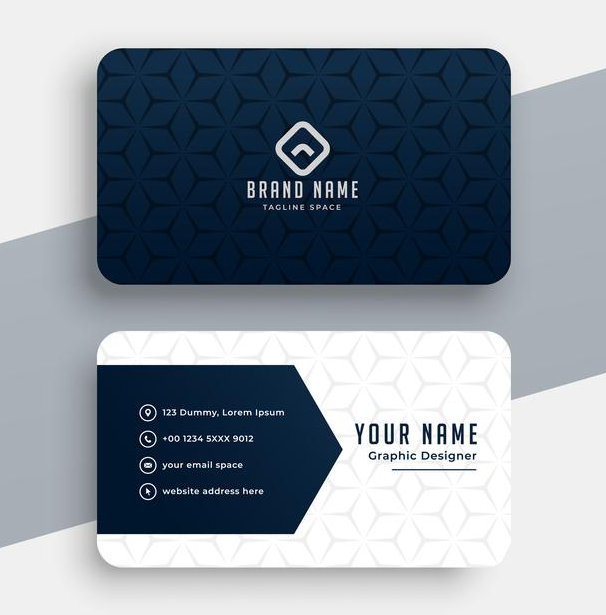 BRAND NAME
TAGLINE SPACE
123 Dummy, Lorem Ipsum
+00 1234 5XXX 9012
your email space
website address here
YOUR NAME
Graphic Designer